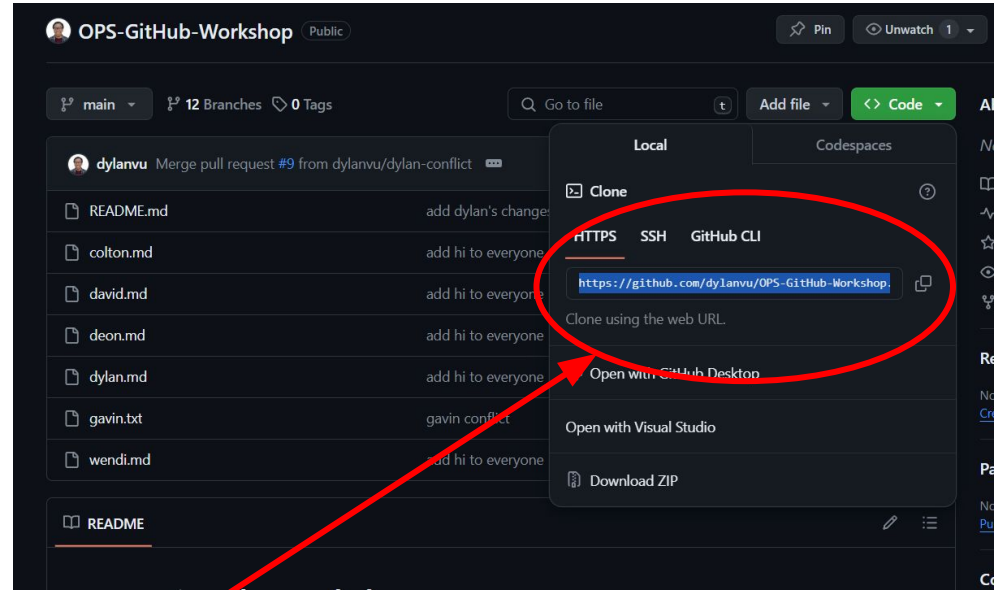 OPS-GitHub-Workshop Public
Pin Unwatch 1
main 12 Branches 0 Tags Go to file t Add file Code
Local Codespaces
dylanvu Merge pull request #9 from dylanvu/dylan-conflict
Clone
README.md add dylan's change
HTTPS SSH GitHub CLI
colton.md add hi to everyone
https://github.com/dylanvu/OPS-GitHub-Workshop.
david.md add hi to everyone
Clone using the web URL.
deon.md add hi to everyone
dylan.md add hi to everyone
Open with GitHub Desktop
gavin.txt gavin conflict
Open with Visual Studio
wendi.md add hi to everyone
Download ZIP
README